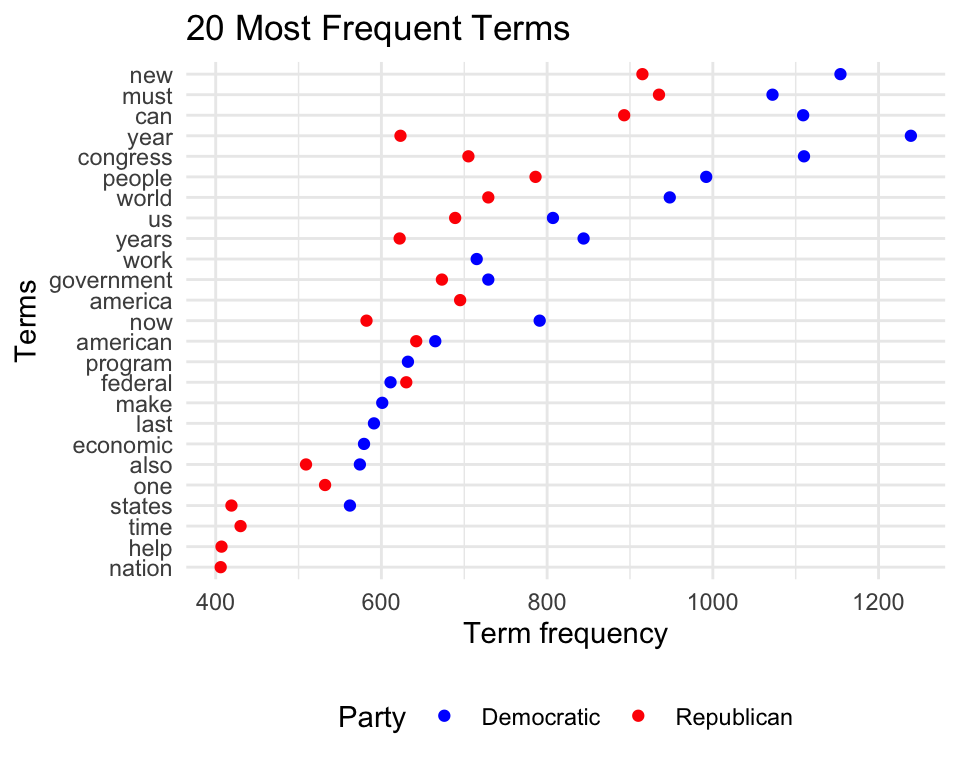 20 Most Frequent Terms
new
must
can
year
congress
people
world
us
years
work
government
america
now
american
program
federal
make
last
economic
also
one
states
time
help
nation
Terms
400 600 800 1000 1200
Term frequency
Party Democratic Republican